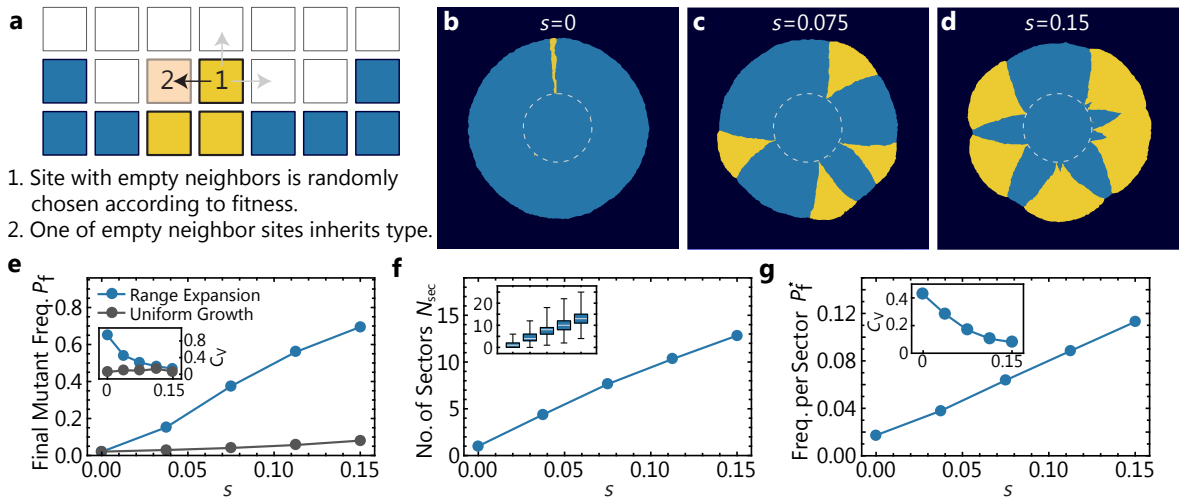 a
2
1
1. Site with empty neighbors is randomly
chosen according to fitness.
2. One of empty neighbor sites inherits type.
b
s=0
c
s=0.075
d
s=0.15
e
Final Mutant Freq. Pf
0.8
0.6
0.4
0.2
0.0
0.00
0.05
0.10
0.15
s
Range Expansion
Uniform Growth
0.8
0.4
0
CV
0
0.15
f
No. of Sectors Nsec
15
10
5
0
0.00
0.05
0.10
0.15
s
20
10
0
g
Freq. per Sector P*f
0.12
0.08
0.04
0.00
0.00
0.05
0.10
0.15
s
0.4
0.2
0
CV
0
0.15